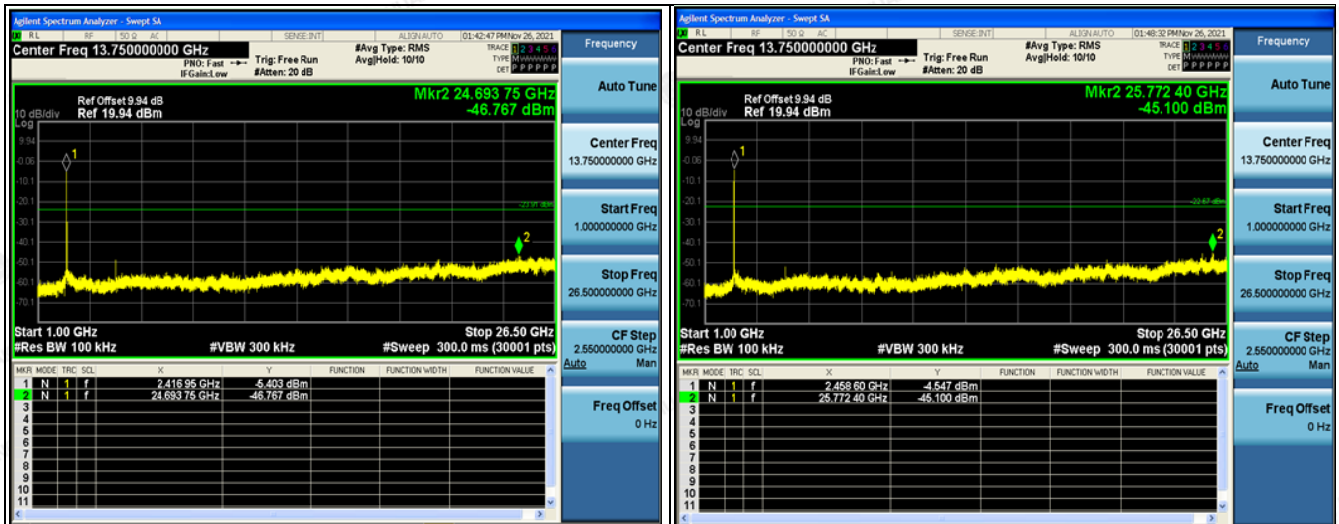 Agilent Spectrum Analyzer - Swept SA
RL RF 50 Ω AC SENSE:INT ALIGNAUTO 01:42:47 PM Nov 26, 2021
Center Freq 13.750000000 GHz
PNO: Fast
IFGain:Low
Trig: Free Run
#Atten: 20 dB
#Avg Type: RMS
Avg|Hold: 10/10
TRACE 1 2 3 4 5 6
TYPE M
DET P P P P P P
Mkr2 24.693 75 GHz
-46.767 dBm
Ref Offset 9.94 dB
Ref 19.94 dBm
10 dB/div
Log
9.94
-0.06
-10.1
-20.1
-30.1
-40.1
-50.1
-60.1
-70.1
1
-23.91 dBm
2
Start 1.00 GHz Stop 26.50 GHz
#Res BW 100 kHz #VBW 300 kHz #Sweep 300.0 ms (30001 pts)
MKR MODE TRC SCL X Y FUNCTION FUNCTION WIDTH FUNCTION VALUE
1 N 1 f 2.416 95 GHz -5.403 dBm
2 N 1 f 24.693 75 GHz -46.767 dBm
3
4
5
6
7
8
9
10
11
Frequency
Auto Tune
Center Freq
13.750000000 GHz
Start Freq
1.000000000 GHz
Stop Freq
26.500000000 GHz
CF Step
2.550000000 GHz
Auto Man
Freq Offset
0 Hz
Agilent Spectrum Analyzer - Swept SA
RL RF 50 Ω AC SENSE:INT ALIGNAUTO 01:48:32 PM Nov 26, 2021
Center Freq 13.750000000 GHz
PNO: Fast
IFGain:Low
Trig: Free Run
#Atten: 20 dB
#Avg Type: RMS
Avg|Hold: 10/10
TRACE 1 2 3 4 5 6
TYPE M
DET P P P P P P
Mkr2 25.772 40 GHz
-45.100 dBm
Ref Offset 9.94 dB
Ref 19.94 dBm
10 dB/div
Log
9.94
-0.06
-10.1
-20.1
-30.1
-40.1
-50.1
-60.1
-70.1
1
-22.67 dBm
2
Start 1.00 GHz Stop 26.50 GHz
#Res BW 100 kHz #VBW 300 kHz #Sweep 300.0 ms (30001 pts)
MKR MODE TRC SCL X Y FUNCTION FUNCTION WIDTH FUNCTION VALUE
1 N 1 f 2.458 60 GHz -4.547 dBm
2 N 1 f 25.772 40 GHz -45.100 dBm
3
4
5
6
7
8
9
10
11
Frequency
Auto Tune
Center Freq
13.750000000 GHz
Start Freq
1.000000000 GHz
Stop Freq
26.500000000 GHz
CF Step
2.550000000 GHz
Auto Man
Freq Offset
0 Hz